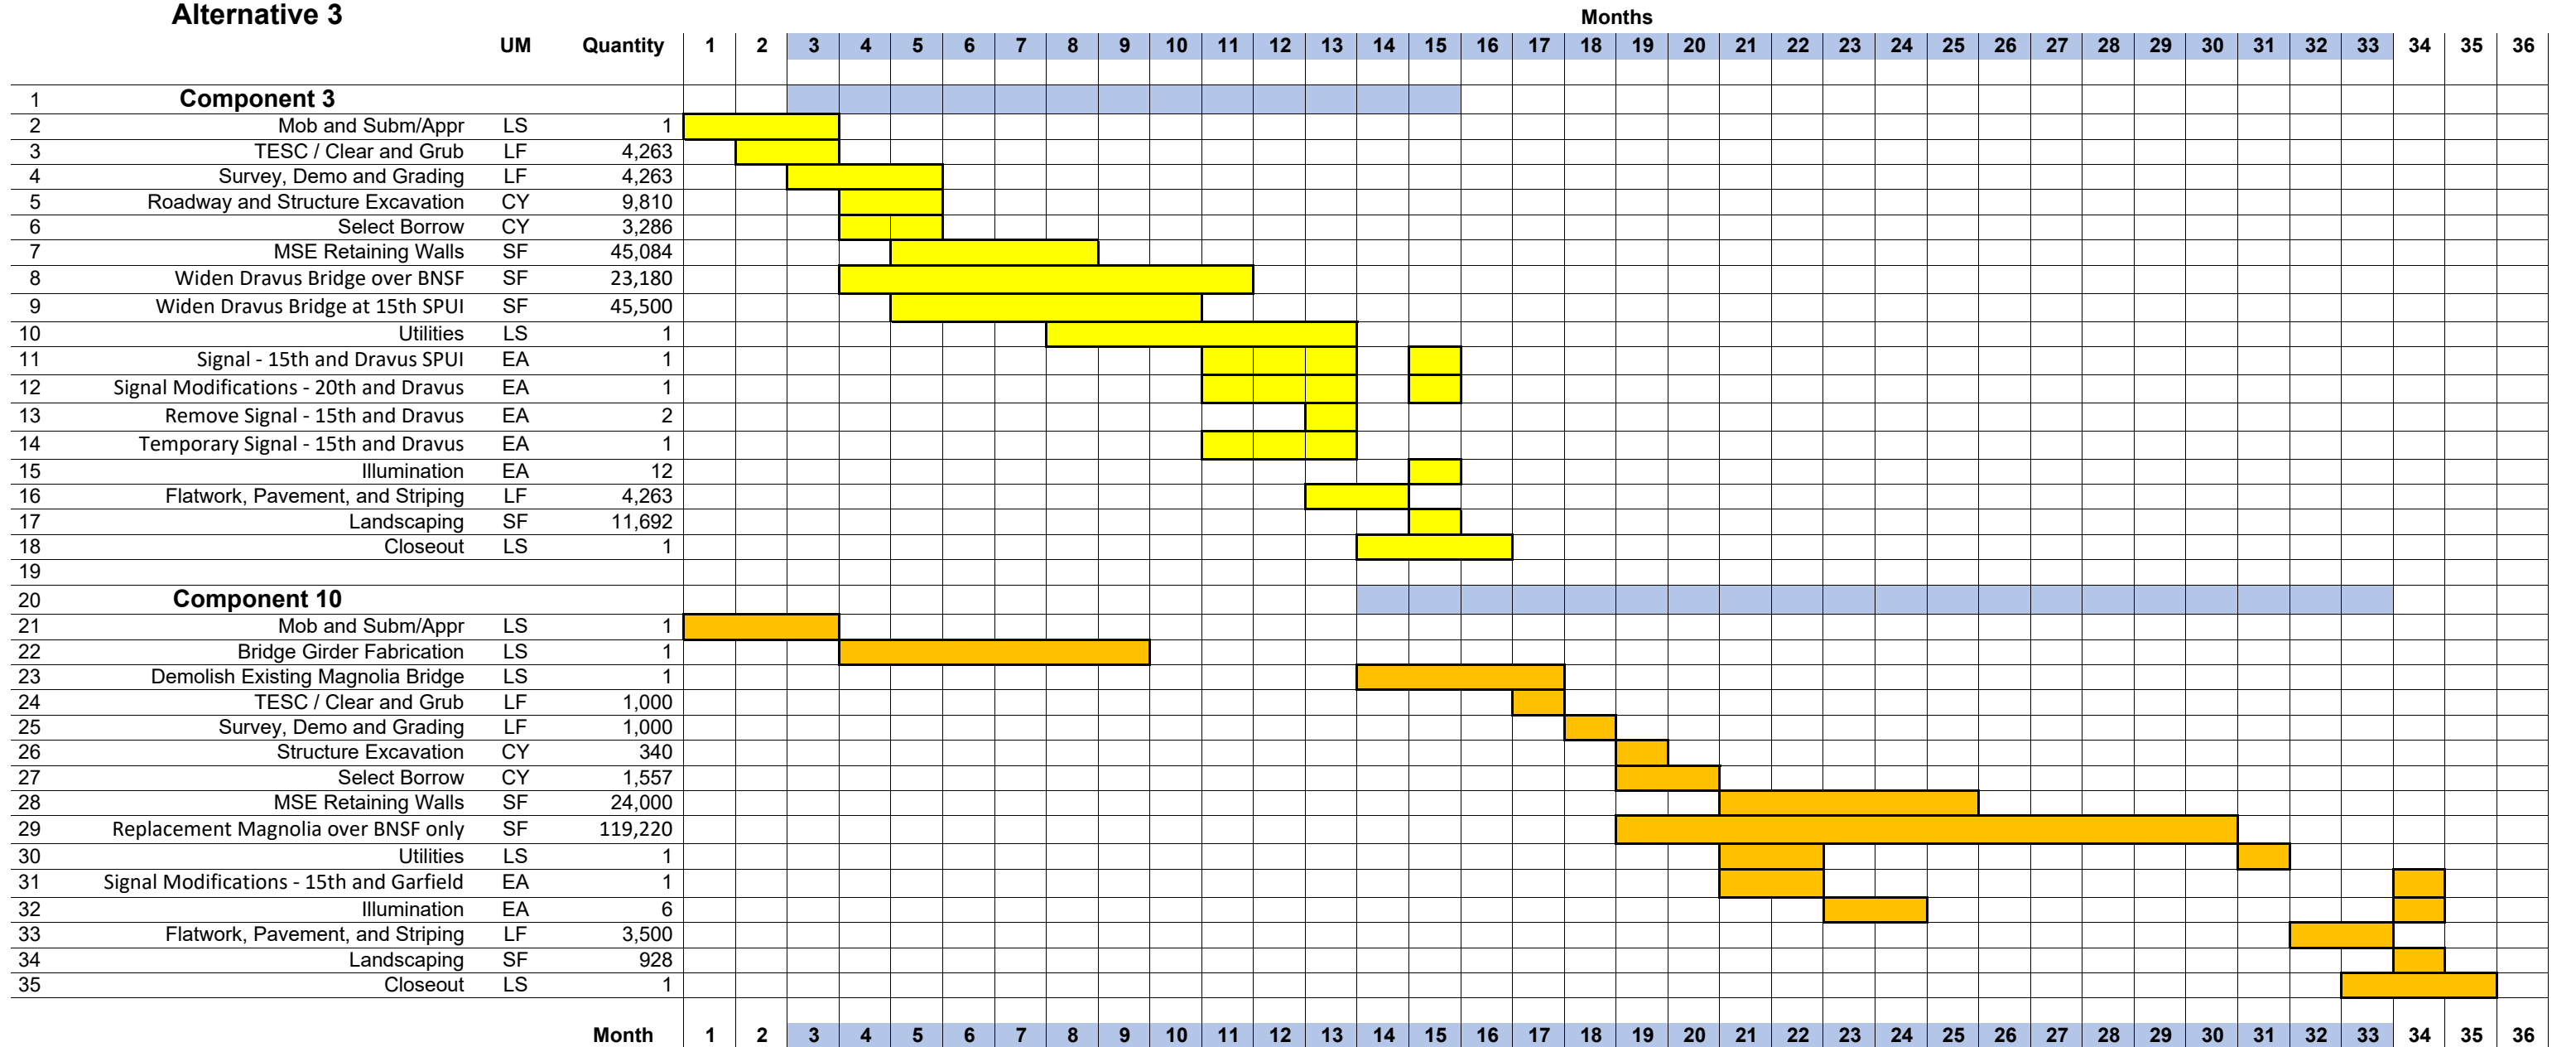 Alternative 3
Months
UM Quantity 1 2 3 4 5 6 7 8 9 10 11 12 13 14 15 16 17 18 19 20 21 22 23 24 25 26 27 28 29 30 31 32 33 34 35 36
1 Component 3
2 Mob and Subm/Appr LS 1
3 TESC / Clear and Grub LF 4,263
4 Survey, Demo and Grading LF 4,263
5 Roadway and Structure Excavation CY 9,810
6 Select Borrow CY 3,286
7 MSE Retaining Walls SF 45,084
8 Widen Dravus Bridge over BNSF SF 23,180
9 Widen Dravus Bridge at 15th SPUI SF 45,500
10 Utilities LS 1
11 Signal - 15th and Dravus SPUI EA 1
12 Signal Modifications - 20th and Dravus EA 1
13 Remove Signal - 15th and Dravus EA 2
14 Temporary Signal - 15th and Dravus EA 1
15 Illumination EA 12
16 Flatwork, Pavement, and Striping LF 4,263
17 Landscaping SF 11,692
18 Closeout LS 1
19
20 Component 10
21 Mob and Subm/Appr LS 1
22 Bridge Girder Fabrication LS 1
23 Demolish Existing Magnolia Bridge LS 1
24 TESC / Clear and Grub LF 1,000
25 Survey, Demo and Grading LF 1,000
26 Structure Excavation CY 340
27 Select Borrow CY 1,557
28 MSE Retaining Walls SF 24,000
29 Replacement Magnolia over BNSF only SF 119,220
30 Utilities LS 1
31 Signal Modifications - 15th and Garfield EA 1
32 Illumination EA 6
33 Flatwork, Pavement, and Striping LF 3,500
34 Landscaping SF 928
35 Closeout LS 1
Month 1 2 3 4 5 6 7 8 9 10 11 12 13 14 15 16 17 18 19 20 21 22 23 24 25 26 27 28 29 30 31 32 33 34 35 36